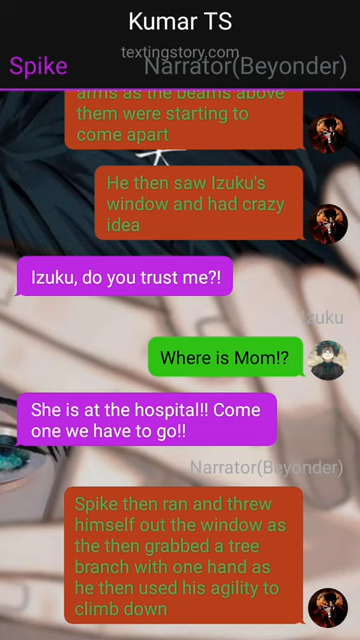 Kumar TS
textingstory.com
Spike
Narrator(Beyonder)
arms as the beams above
them were starting to
come apart
He then saw Izuku's
window and had crazy
idea
Izuku, do you trust me?!
Izuku
Where is Mom!?
She is at the hospital!! Come
one we have to go!!
Narrator(Beyonder)
Spike then ran and threw
himself out the window as
the then grabbed a tree
branch with one hand as
he then used his agility to
climb down